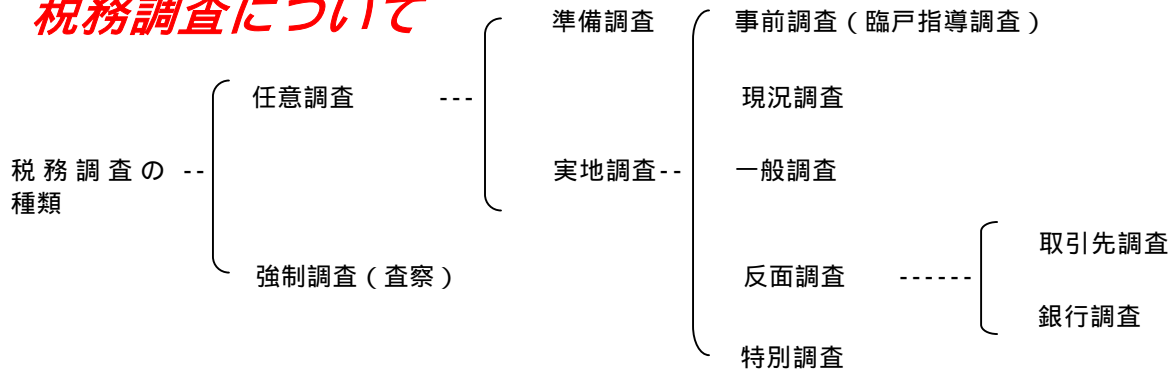 税務調査について
準備調査
事前調査（臨戸指導調査）
任意調査 ---
現況調査
税務調査の --
種類
実地調査--
一般調査
取引先調査
強制調査（査察）
反面調査 ------
銀行調査
特別調査